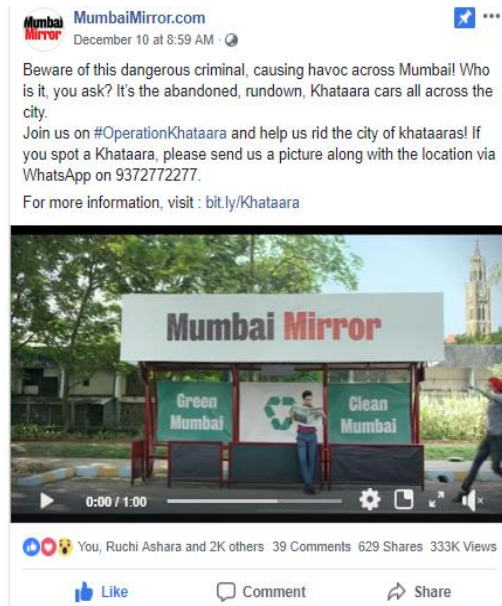 Mumbai
Mirror
MumbaiMirror.com
December 10 at 8:59 AM ·
Beware of this dangerous criminal, causing havoc across Mumbai! Who
is it, you ask? It's the abandoned, rundown, Khataara cars all across the
city.
Join us on #OperationKhataara and help us rid the city of khataaras! If
you spot a Khataara, please send us a picture along with the location via
WhatsApp on 9372772277.
For more information, visit : bit.ly/Khataara
Mumbai Mirror
Green
Mumbai
Clean
Mumbai
0:00 / 1:00
You, Ruchi Ashara and 2K others 39 Comments 629 Shares 333K Views
Like Comment Share